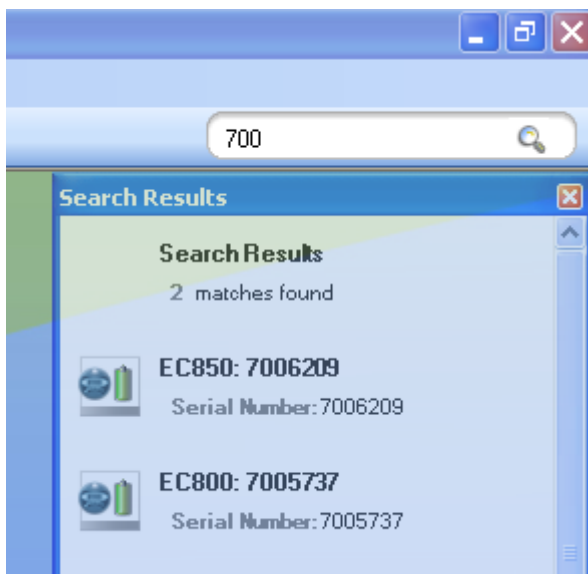 700
Search Results
Search Results
2 matches found
EC850: 7006209
Serial Number:7006209
EC800: 7005737
Serial Number:7005737